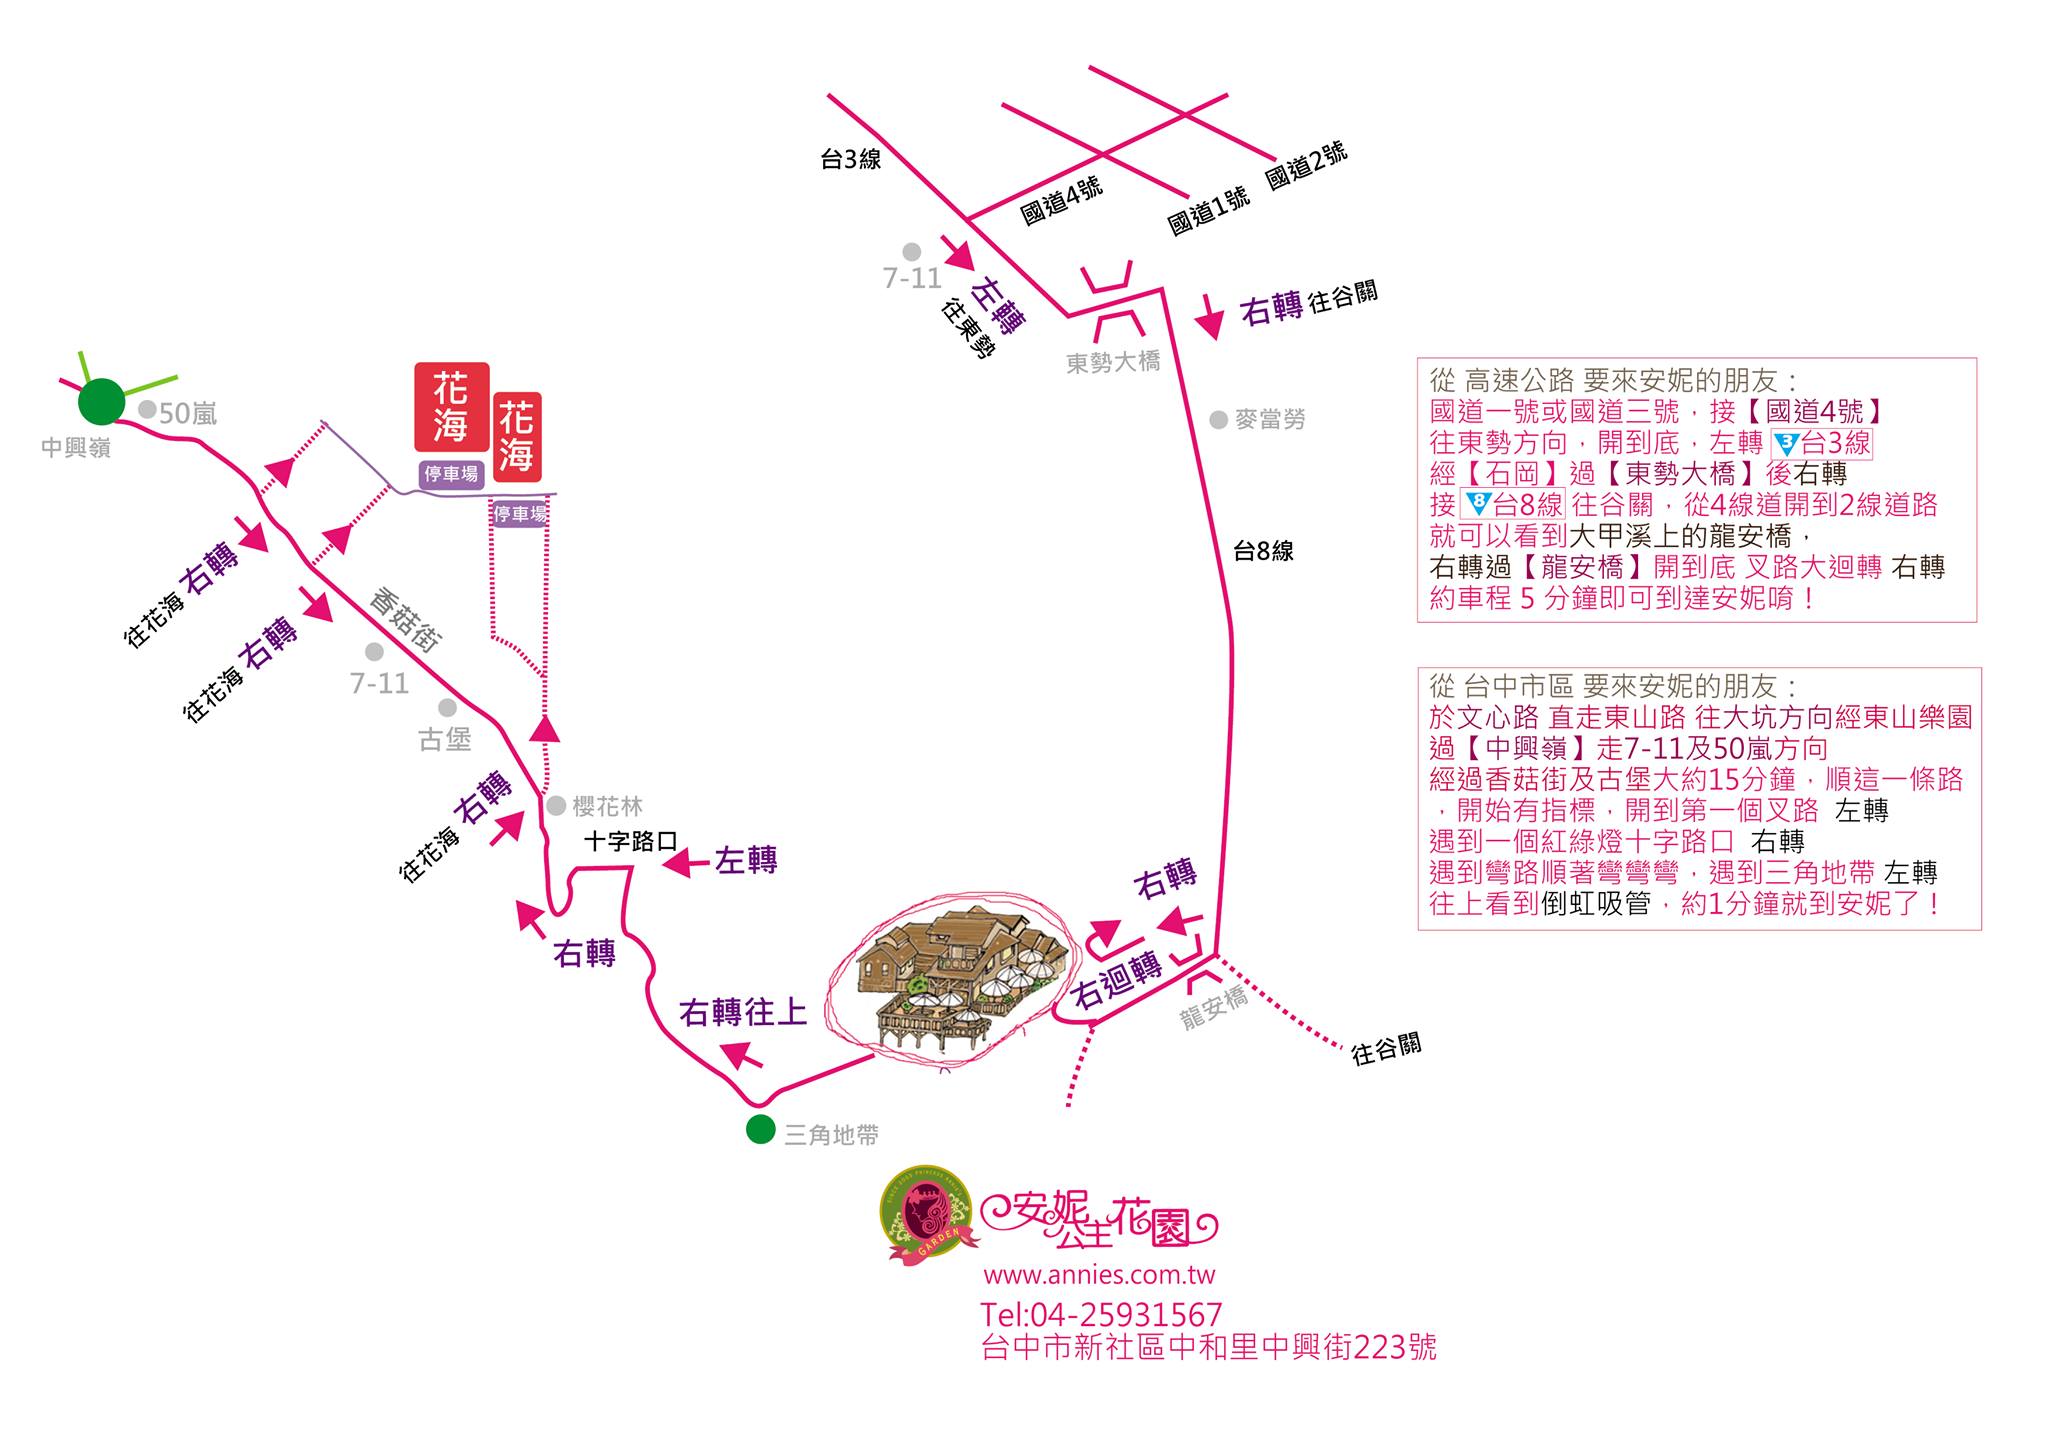 台3線
國道4號
國道1號
國道2號
7-11
左轉
往東勢
右轉 往谷關
東勢大橋
麥當勞
台8線
50嵐
中興嶺
花海
花海
停車場
停車場
往花海 右轉
往花海 右轉
香菇街
7-11
古堡
往花海 右轉
櫻花林
十字路口
左轉
右轉
右轉往上
三角地帶
右轉
右迴轉
龍安橋
往谷關
從 高速公路 要來安妮的朋友：
國道一號或國道三號，接【國道4號】
往東勢方向，開到底，左轉 3台3線
經【石岡】過【東勢大橋】後右轉
接 8台8線 往谷關，從4線道開到2線道路
就可以看到大甲溪上的龍安橋，
右轉過【龍安橋】開到底 叉路大迴轉 右轉
約車程 5 分鐘即可到達安妮唷！
從 台中市區 要來安妮的朋友：
於文心路 直走東山路 往大坑方向經東山樂園
過【中興嶺】走7-11及50嵐方向
經過香菇街及古堡大約15分鐘，順這一條路
，開始有指標，開到第一個叉路 左轉
遇到一個紅綠燈十字路口 右轉
遇到彎路順著彎彎彎，遇到三角地帶 左轉
往上看到倒虹吸管，約1分鐘就到安妮了！
GARDEN
安妮公主花園
www.annies.com.tw
Tel:04-25931567
台中市新社區中和里中興街223號